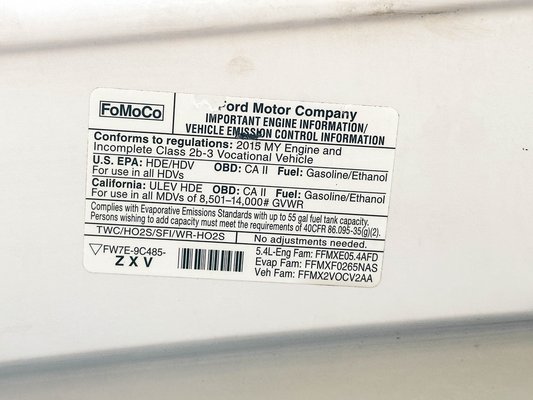 FoMoCo
Ford Motor Company
IMPORTANT ENGINE INFORMATION/
VEHICLE EMISSION CONTROL INFORMATION
Conforms to regulations: 2015 MY Engine and
Incomplete Class 2b-3 Vocational Vehicle
U.S. EPA: HDE/HDV OBD: CA II Fuel: Gasoline/Ethanol
For use in all HDVs
California: ULEV HDE OBD: CA II Fuel: Gasoline/Ethanol
For use in all MDVs of 8,501-14,000# GVWR
Complies with Evaporative Emissions Standards with up to 55 gal fuel tank capacity.
Persons wishing to add capacity must meet the requirements of 40CFR 86.095-35(g)(2).
TWC/HO2S/SFI/WR-HO2S
No adjustments needed.
FW7E-9C485-
ZXV
5.4L-Eng Fam: FFMXE05.4AFD
Evap Fam: FFMXF0265NAS
Veh Fam: FFMX2VOCV2AA